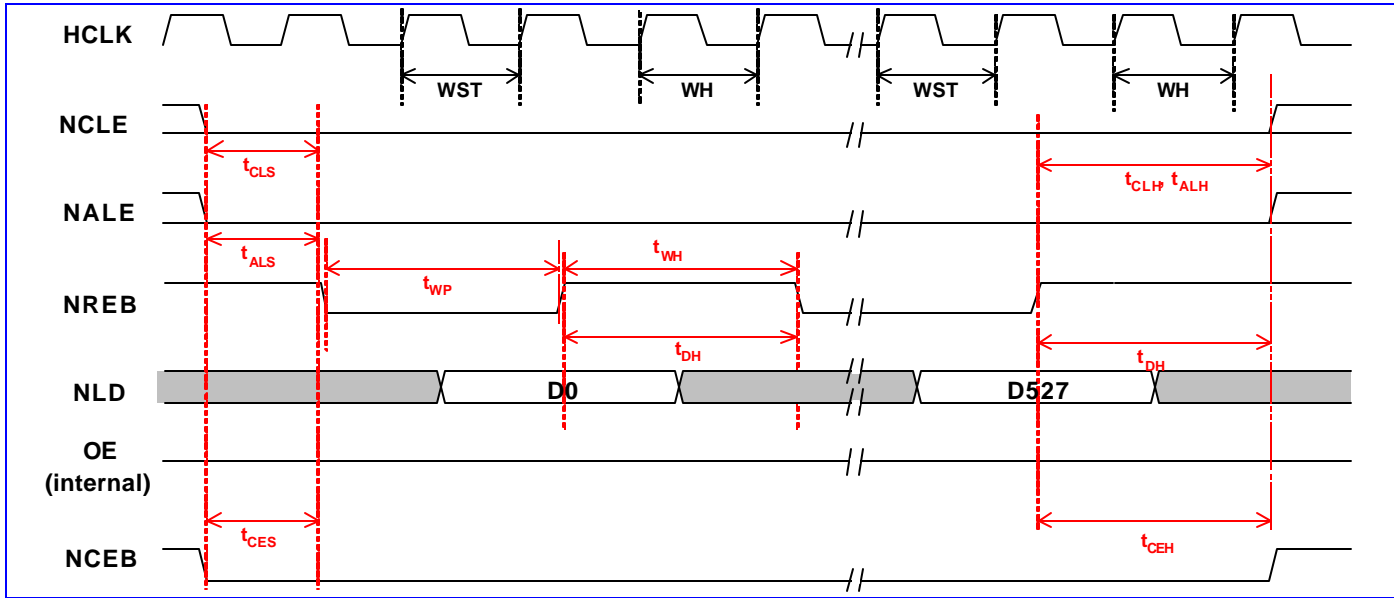 HCLK
WST WH WST WH
NCLE
tCLS tCLH, tALH
NALE
tALS tWH
tWP
NREB
tDH tDH
NLD D0 D527
OE
(internal)
tCES tCEH
NCEB